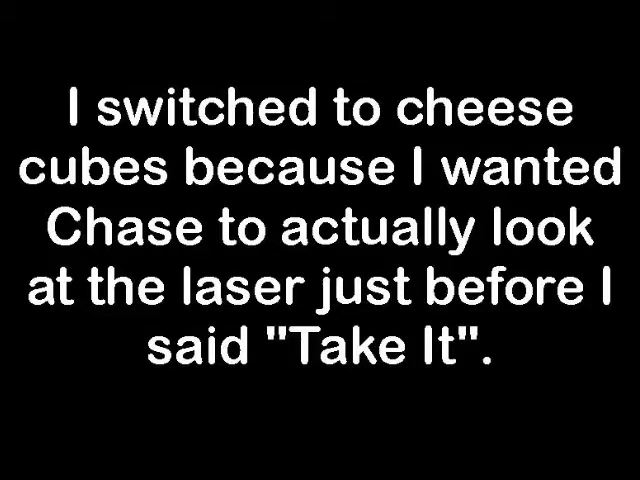 I switched to cheese
cubes because I wanted
Chase to actually look
at the laser just before I
said "Take It".